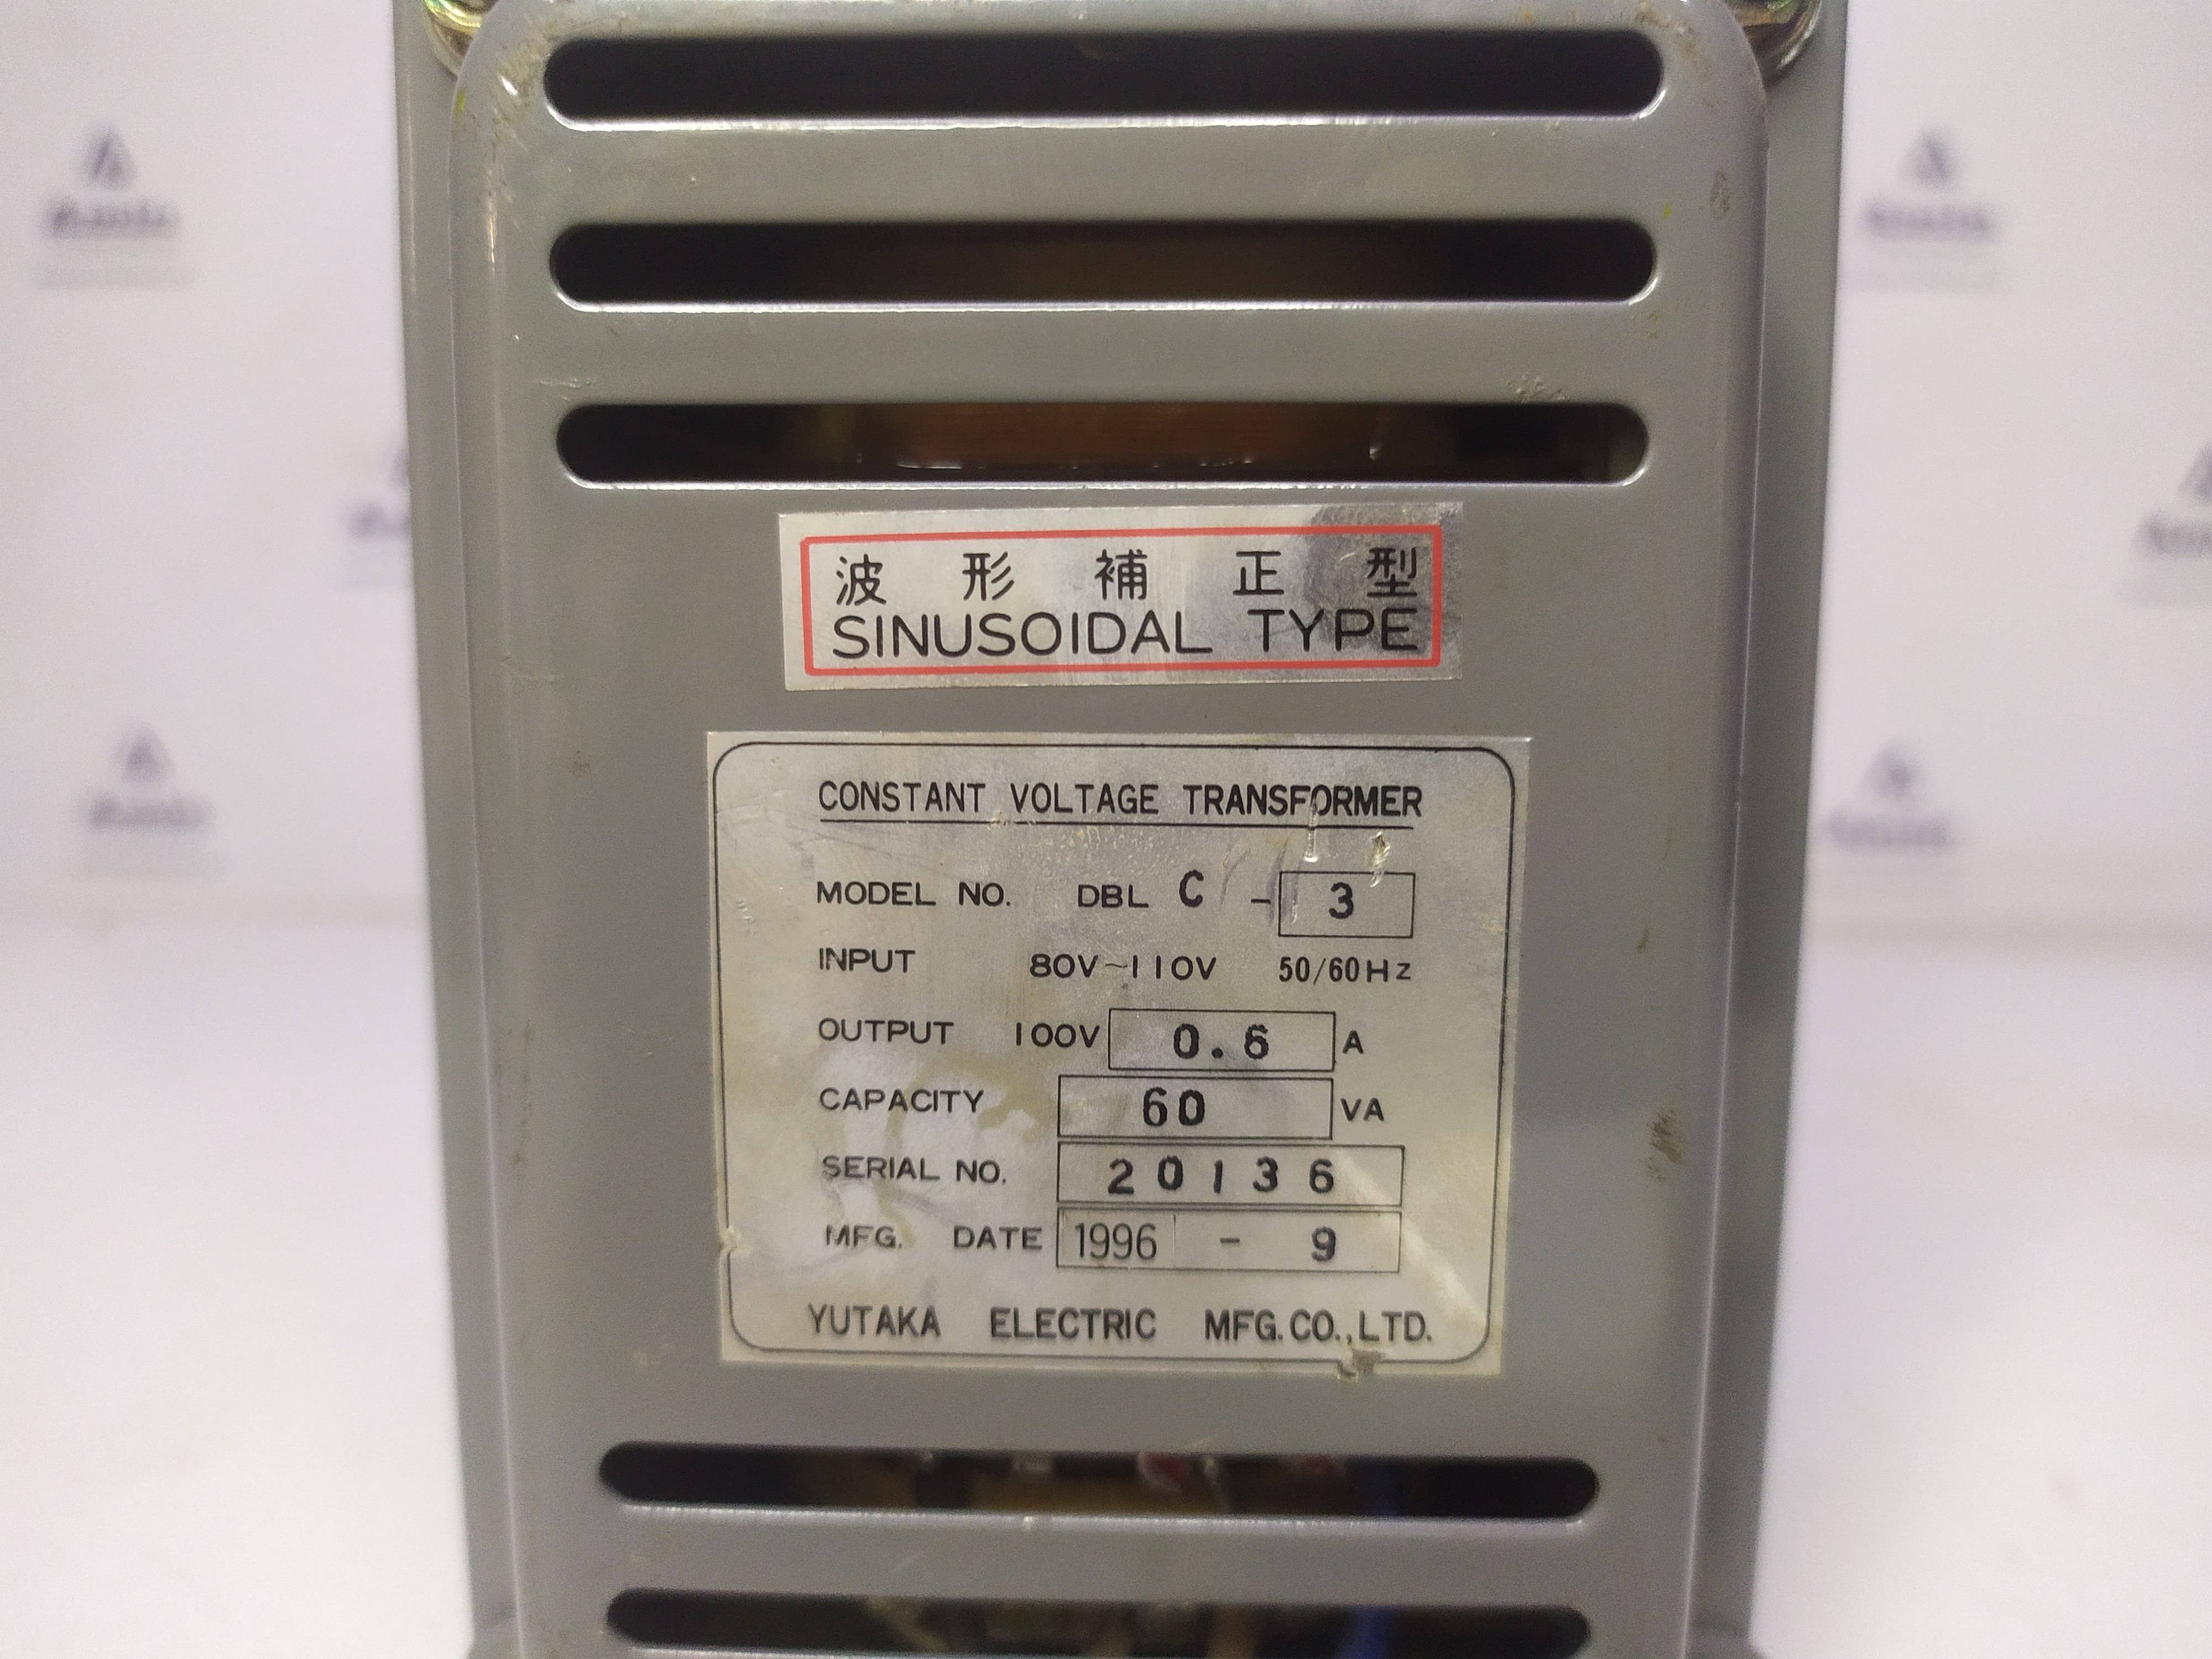 波形補正型
SINUSOIDAL TYPE
CONSTANT VOLTAGE TRANSFORMER
MODEL NO. DBL C - 3
INPUT 80V~110V 50/60Hz
OUTPUT 100V 0.6 A
CAPACITY 60 VA
SERIAL NO. 20136
MFG. DATE 1996 - 9
YUTAKA ELECTRIC MFG.CO.,LTD.